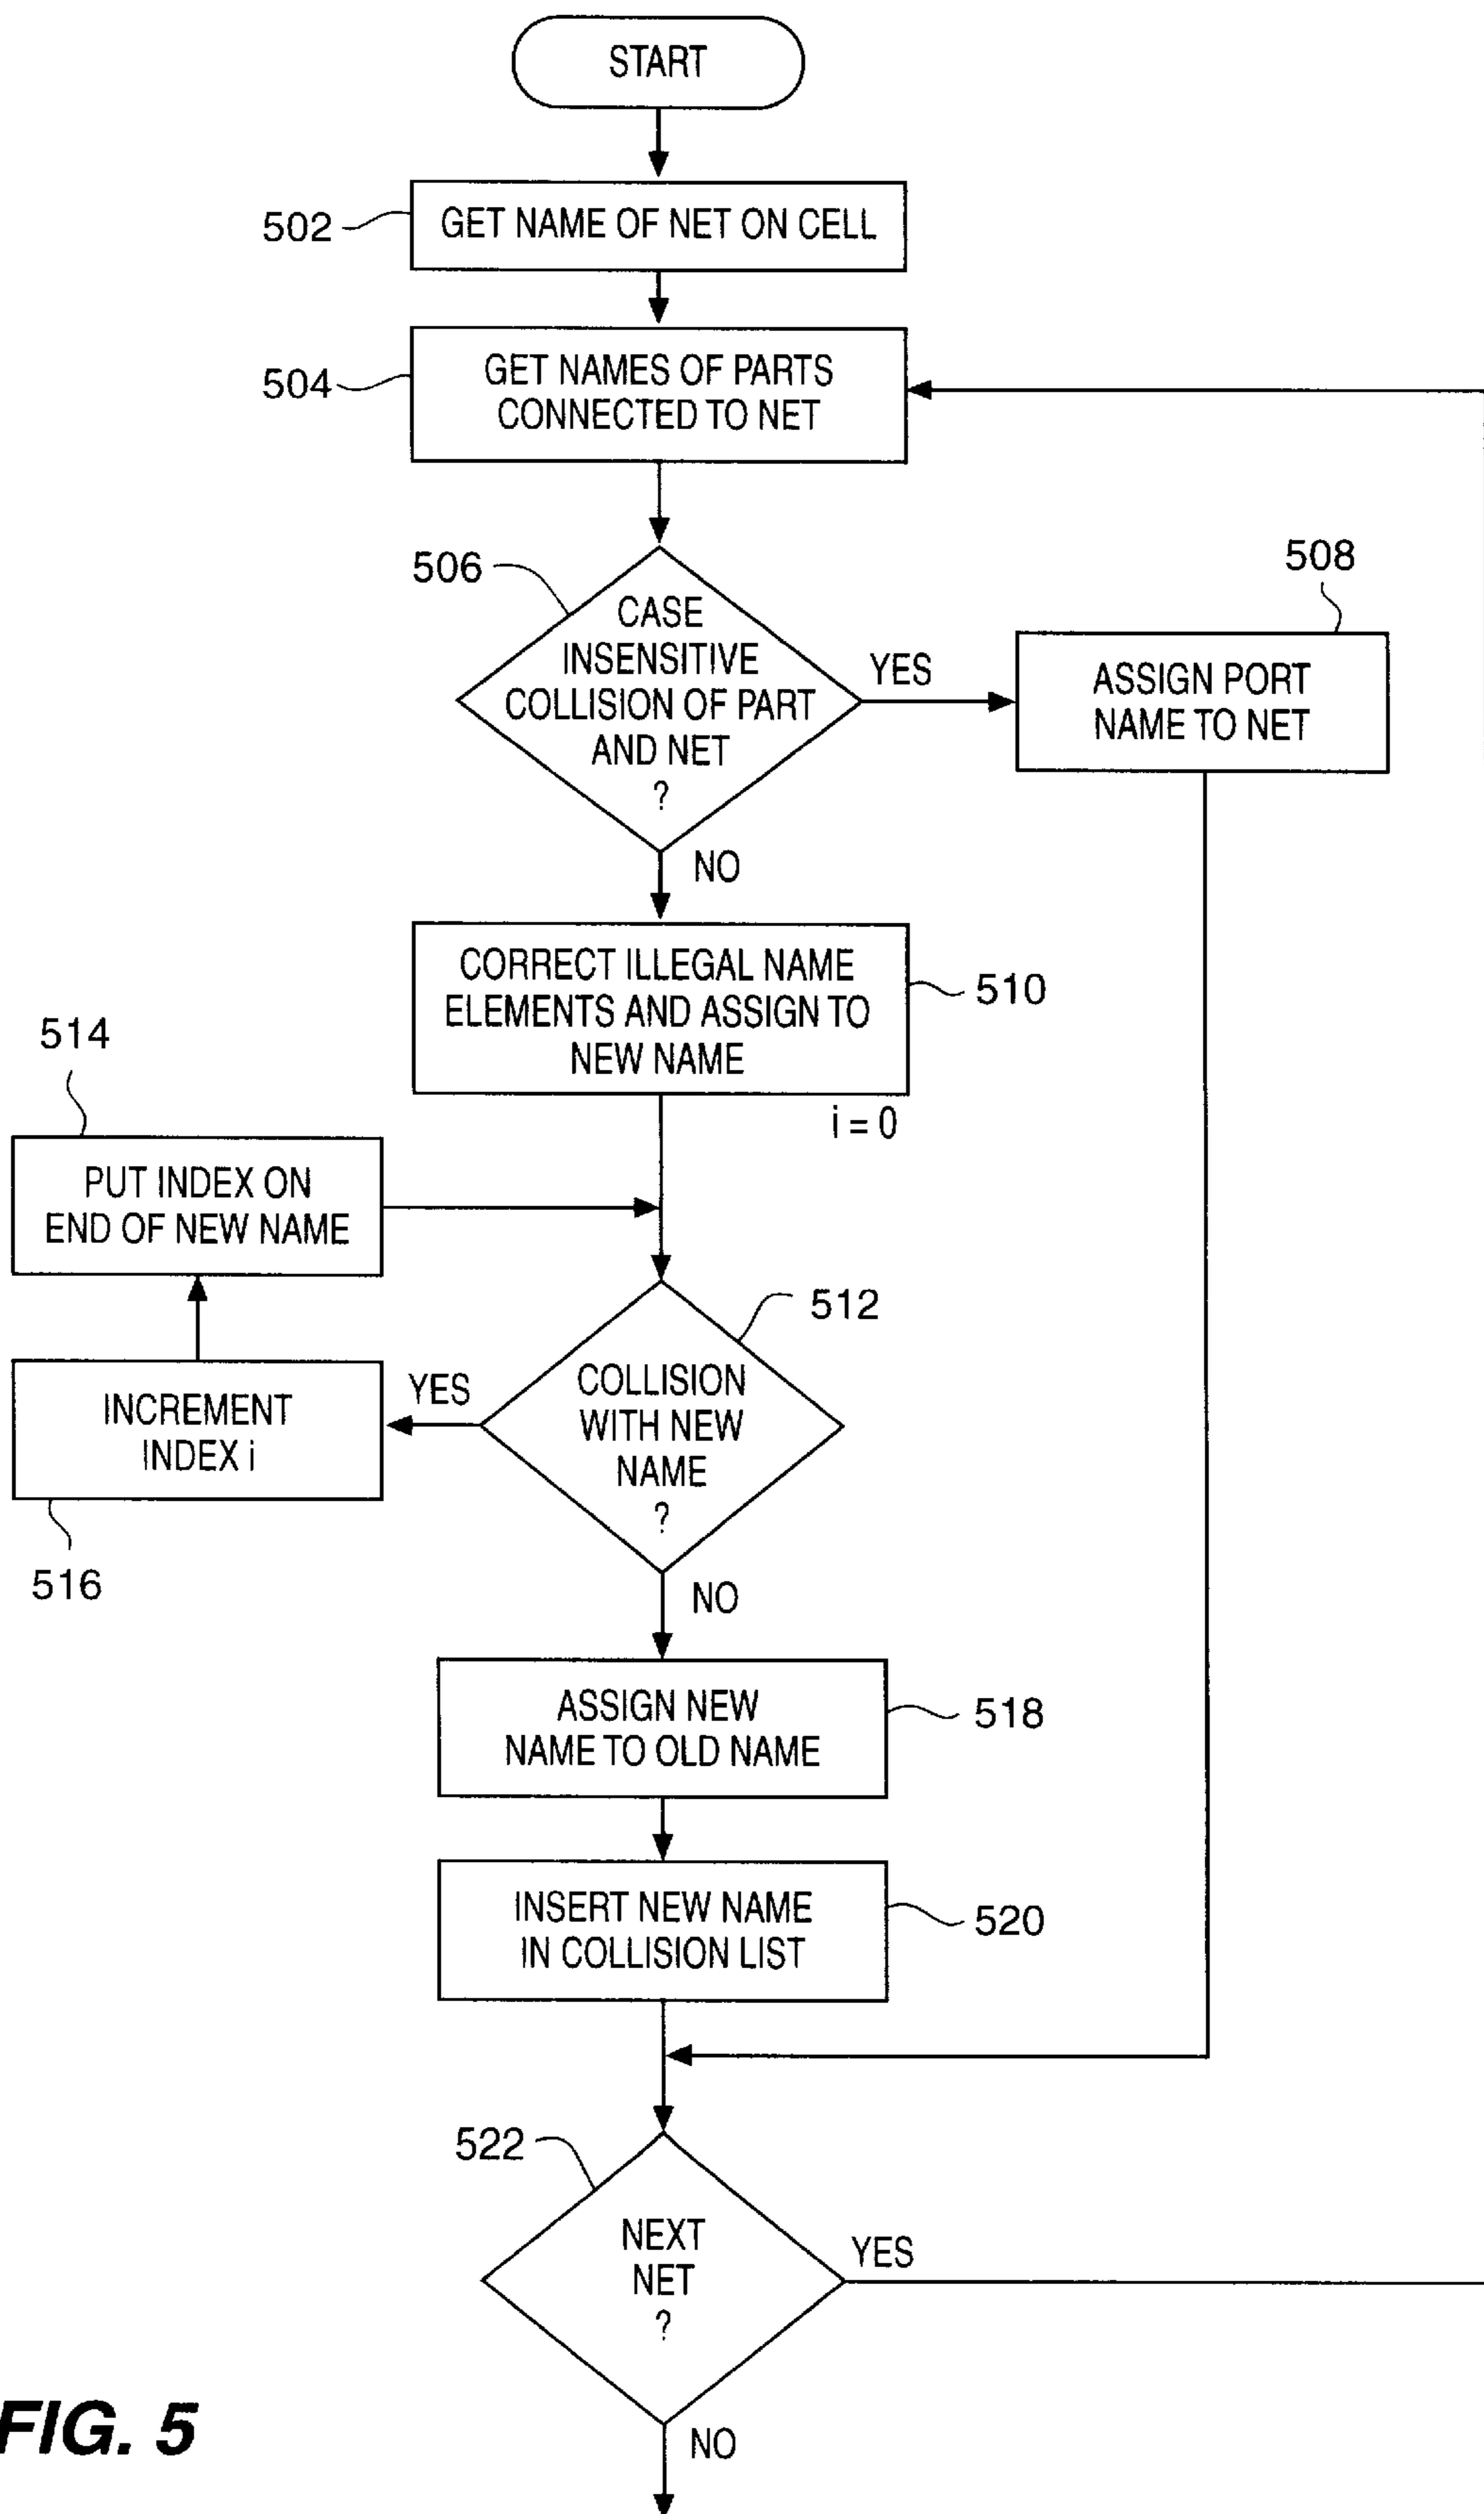 START
502
GET NAME OF NET ON CELL
504
GET NAMES OF PARTS
CONNECTED TO NET
506
CASE
INSENSITIVE
COLLISION OF PART
AND NET
?
YES
508
ASSIGN PORT
NAME TO NET
NO
CORRECT ILLEGAL NAME
ELEMENTS AND ASSIGN TO
NEW NAME
510
i = 0
514
PUT INDEX ON
END OF NEW NAME
512
COLLISION
WITH NEW
NAME
?
YES
INCREMENT
INDEX i
516
NO
ASSIGN NEW
NAME TO OLD NAME
518
INSERT NEW NAME
IN COLLISION LIST
520
522
NEXT
NET
?
YES
NO
FIG. 5